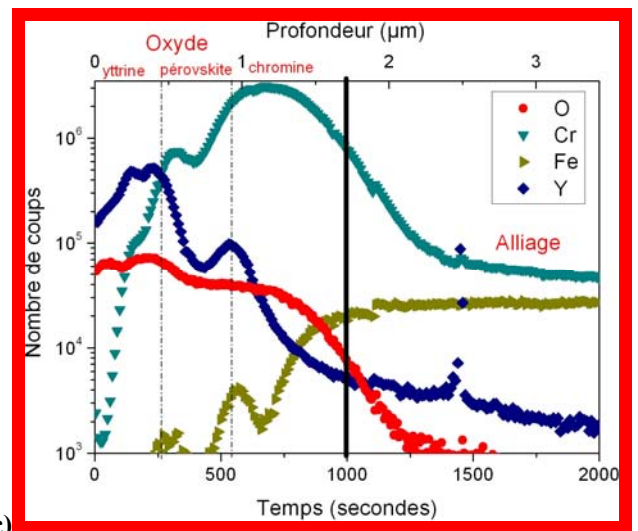 Profondeur (µm)
0 1 2 3
Oxyde
yttrine pérovskite chromine
O
Cr
Fe
Y
Alliage
Nombre de coups
10⁶
10⁵
10⁴
10³
0 500 1000 1500 2000
Temps (secondes)